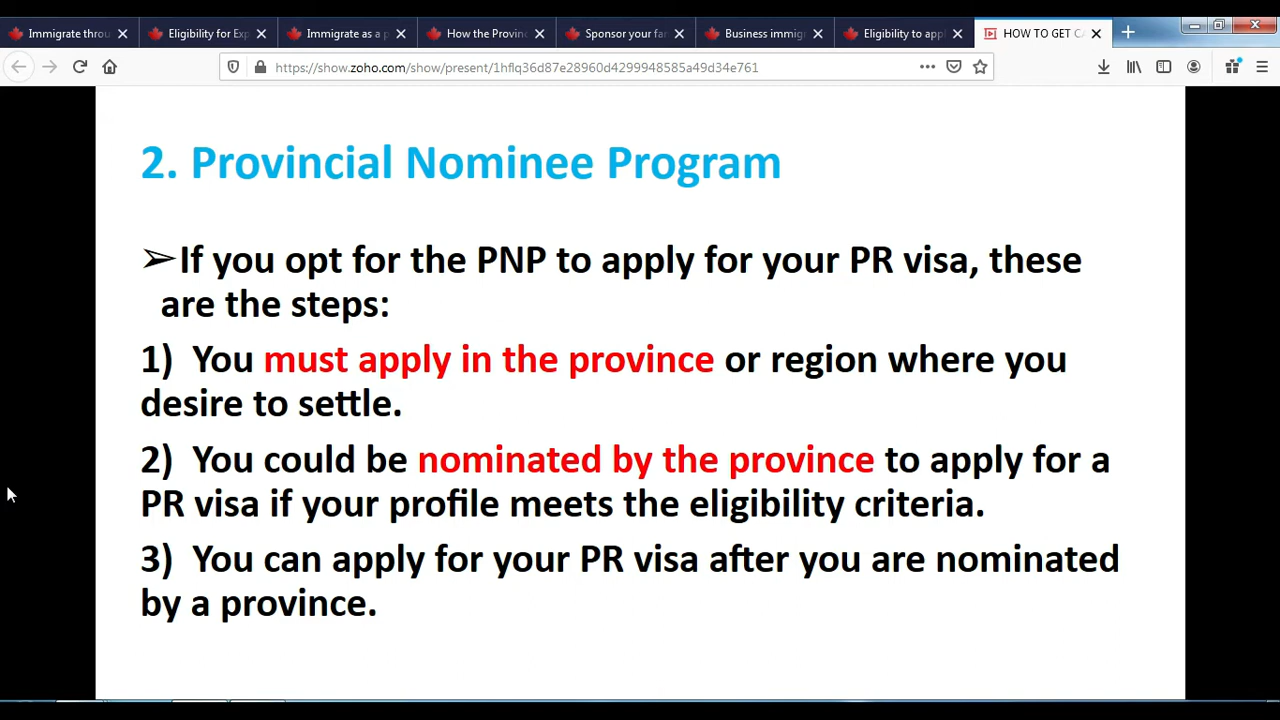 Immigrate throu
Eligibility for Exp
Immigrate as a p
How the Provin
Sponsor your fam
Business immig
Eligibility to appl
HOW TO GET CA
https://show.zoho.com/show/present/1hflq36d87e28960d4299948585a49d34e761
2. Provincial Nominee Program
➢If you opt for the PNP to apply for your PR visa, these
are the steps:
1) You must apply in the province or region where you
desire to settle.
2) You could be nominated by the province to apply for a
PR visa if your profile meets the eligibility criteria.
3) You can apply for your PR visa after you are nominated
by a province.